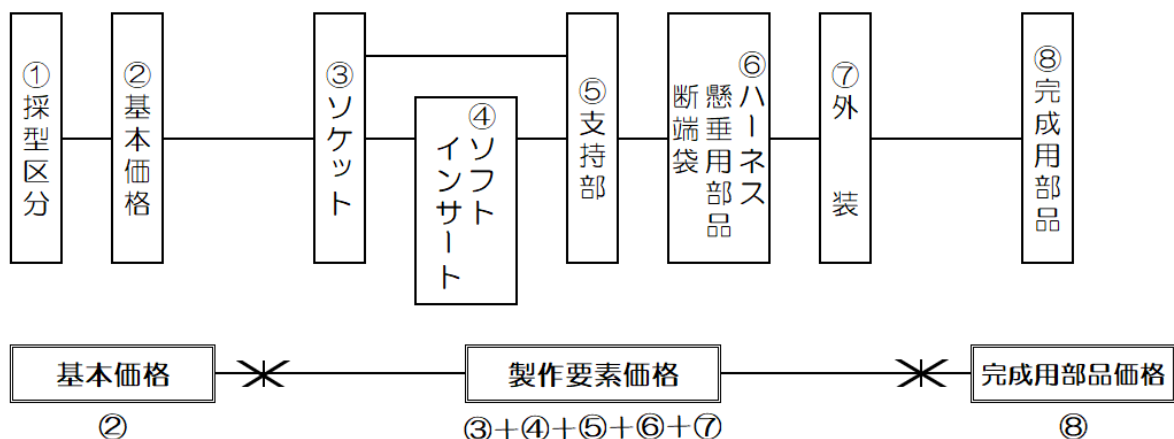 ①採型区分
②基本価格
③ソケット
④ソフト
インサート
⑤支持部
⑥ハーネス
懸垂用部品
断端袋
⑦外装
⑧完成用部品
基本価格
製作要素価格
完成用部品価格
②
③+④+⑤+⑥+⑦
⑧